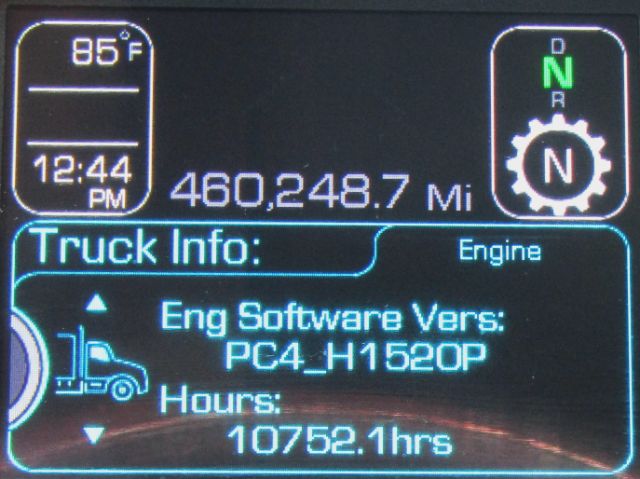 85°F
D
N
R
12:44
PM
N
460,248.7 Mi
Truck Info:
Engine
Eng Software Vers:
PC4_H1520P
Hours:
10752.1hrs